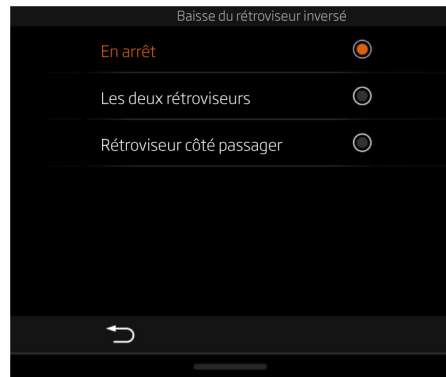 Baisse du rétroviseur inversé
En arrêt
Les deux rétroviseurs
Rétroviseur côté passager